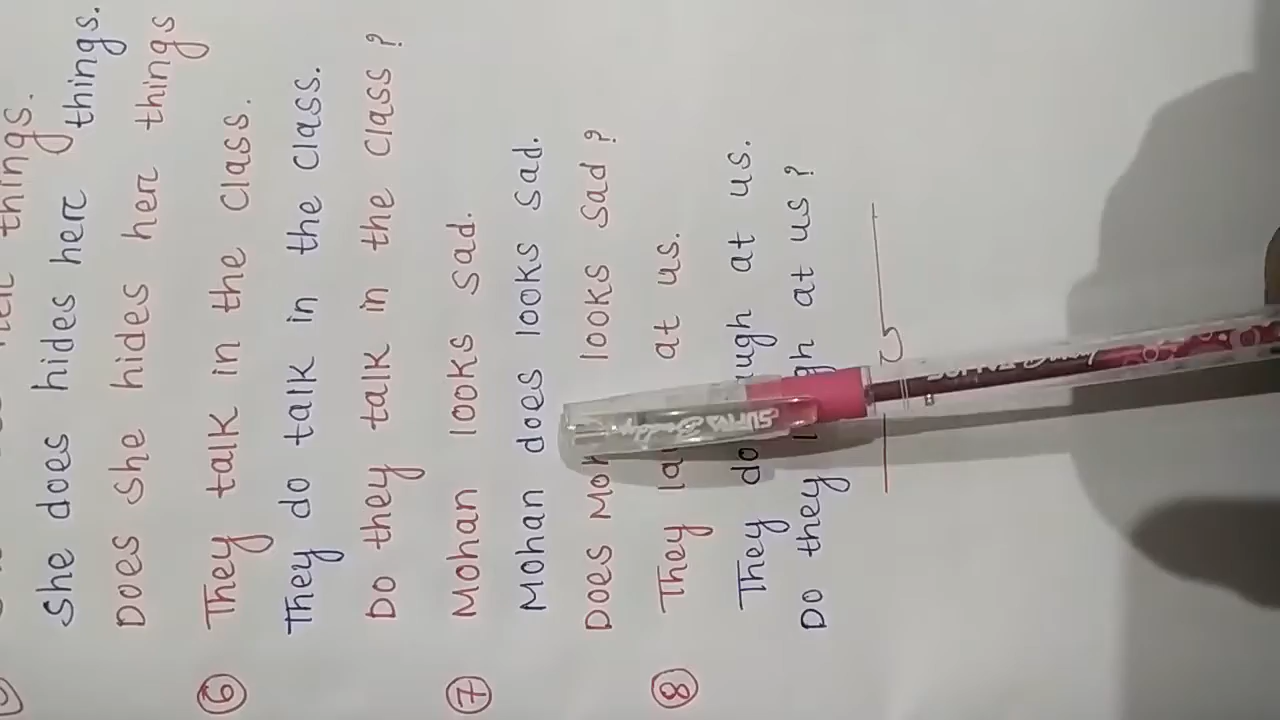 things.
She does hides her things.
Does she hides her things
6 They talk in the class.
They do talk in the class.
Do they talk in the class ?
7 Mohan looks sad.
Mohan does looks sad.
Does looks sad ?
8 They at us.
They do at us.
Do they at us ?